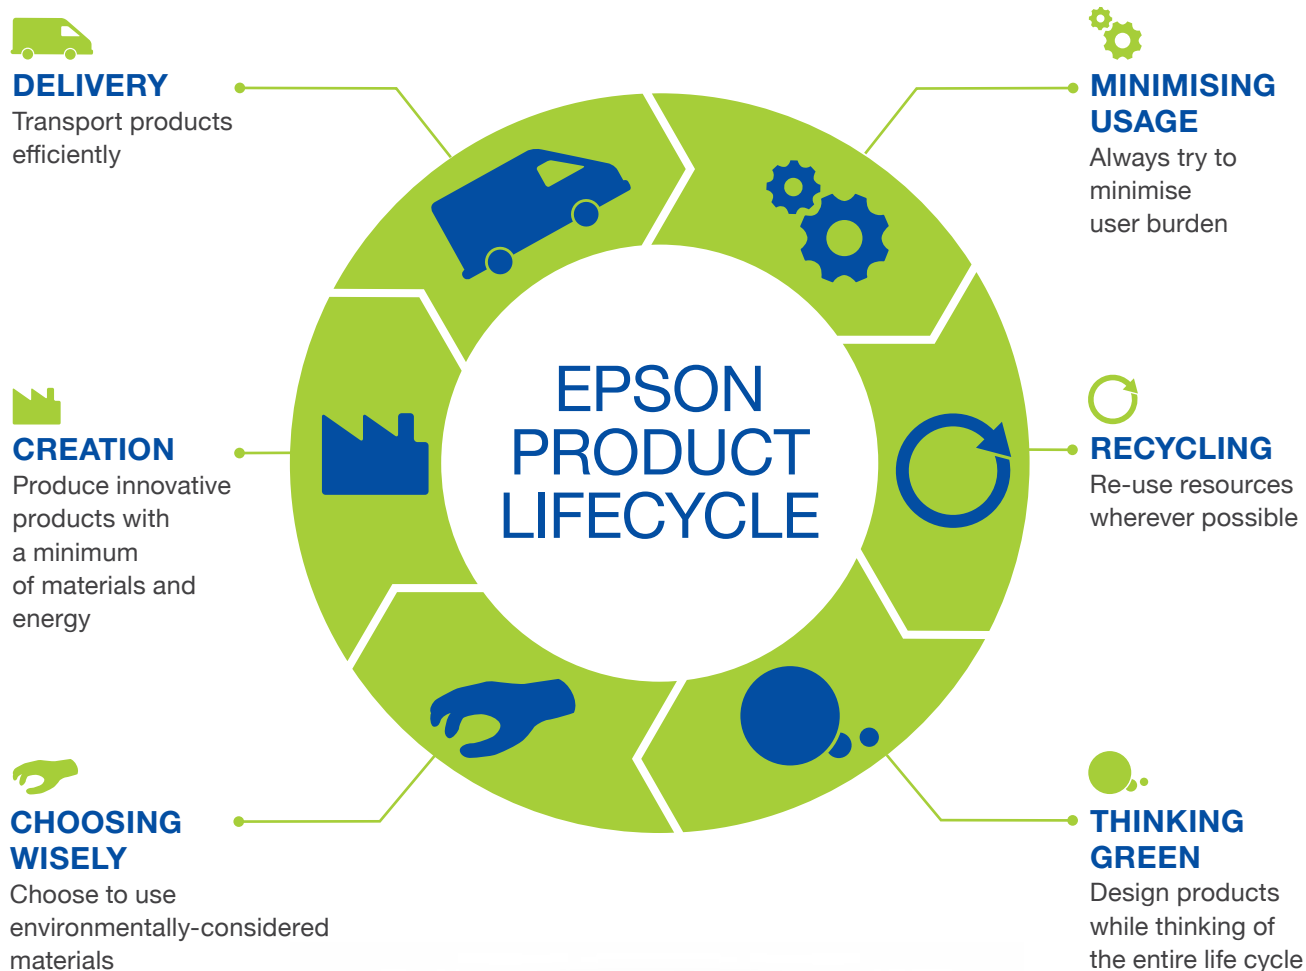 DELIVERY
Transport products
efficiently
MINIMISING
USAGE
Always try to
minimise
user burden
EPSON
PRODUCT
LIFECYCLE
CREATION
Produce innovative
products with
a minimum
of materials and
energy
RECYCLING
Re-use resources
wherever possible
CHOOSING
WISELY
Choose to use
environmentally-considered
materials
THINKING
GREEN
Design products
while thinking of
the entire life cycle